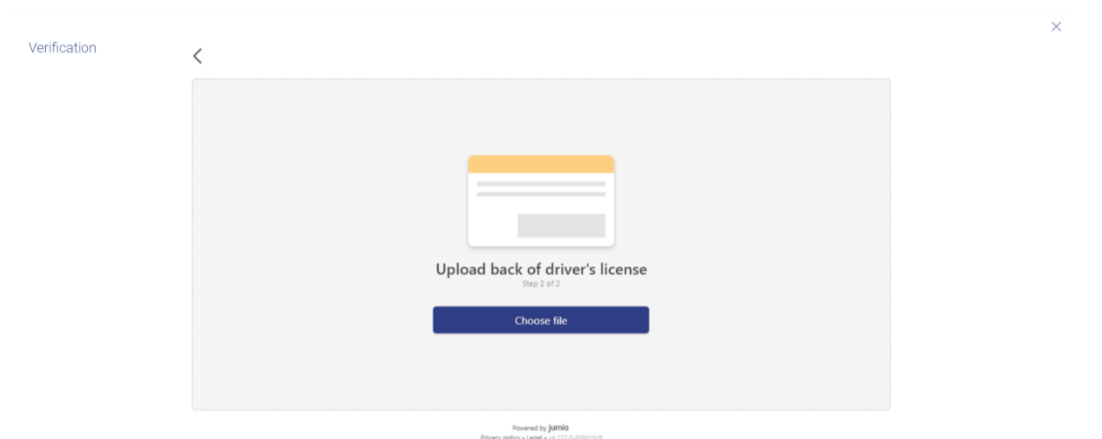 Verification
Upload back of driver's license
Step 2 of 2
Choose file
Powered by jumio
Privacy policy • Legal •